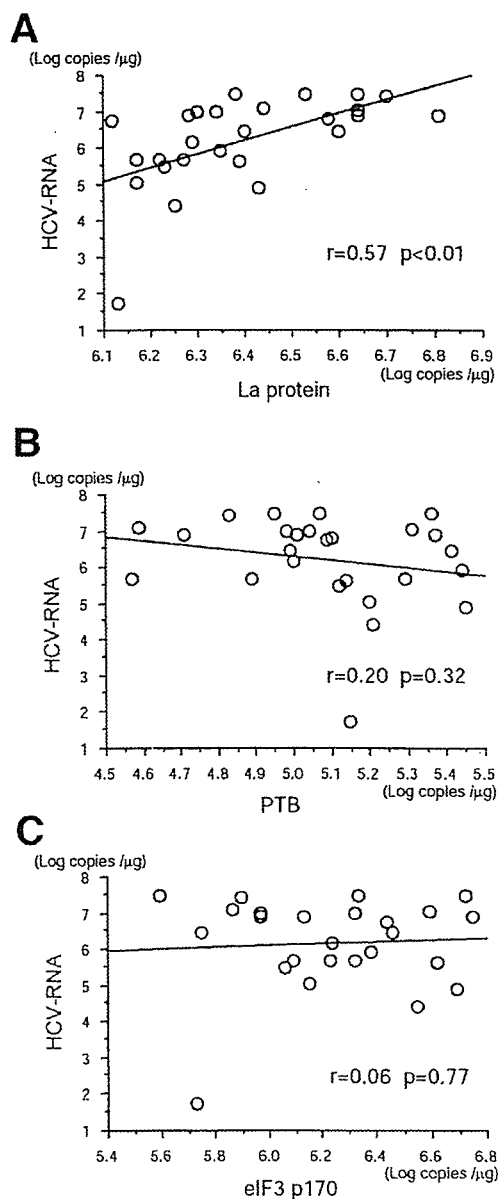 A
(Log copies /μg)
8
7
6
5
4
3
2
1
HCV-RNA
r=0.57 p<0.01
6.1 6.2 6.3 6.4 6.5 6.6 6.7 6.8 6.9
(Log copies /μg)
La protein
B
(Log copies /μg)
8
7
6
5
4
3
2
1
HCV-RNA
r=0.20 p=0.32
4.5 4.6 4.7 4.8 4.9 5.0 5.1 5.2 5.3 5.4 5.5
(Log copies /μg)
PTB
C
(Log copies /μg)
8
7
6
5
4
3
2
1
HCV-RNA
r=0.06 p=0.77
5.4 5.6 5.8 6.0 6.2 6.4 6.6 6.8
(Log copies /μg)
eIF3 p170